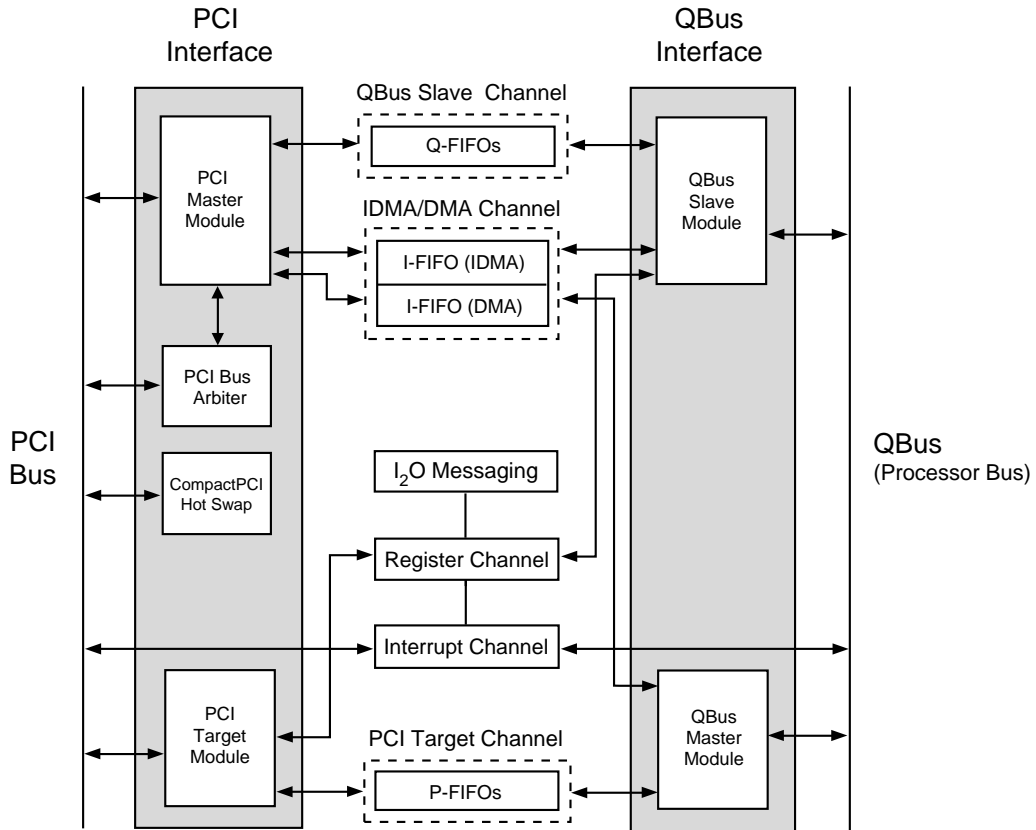 PCI
Interface
QBus
Interface
QBus Slave Channel
Q-FIFOs
PCI
Master
Module
QBus
Slave
Module
IDMA/DMA Channel
I-FIFO (IDMA)
I-FIFO (DMA)
PCI Bus
Arbiter
PCI
Bus
QBus
(Processor Bus)
CompactPCI
Hot Swap
I2O Messaging
Register Channel
Interrupt Channel
PCI
Target
Module
QBus
Master
Module
PCI Target Channel
P-FIFOs